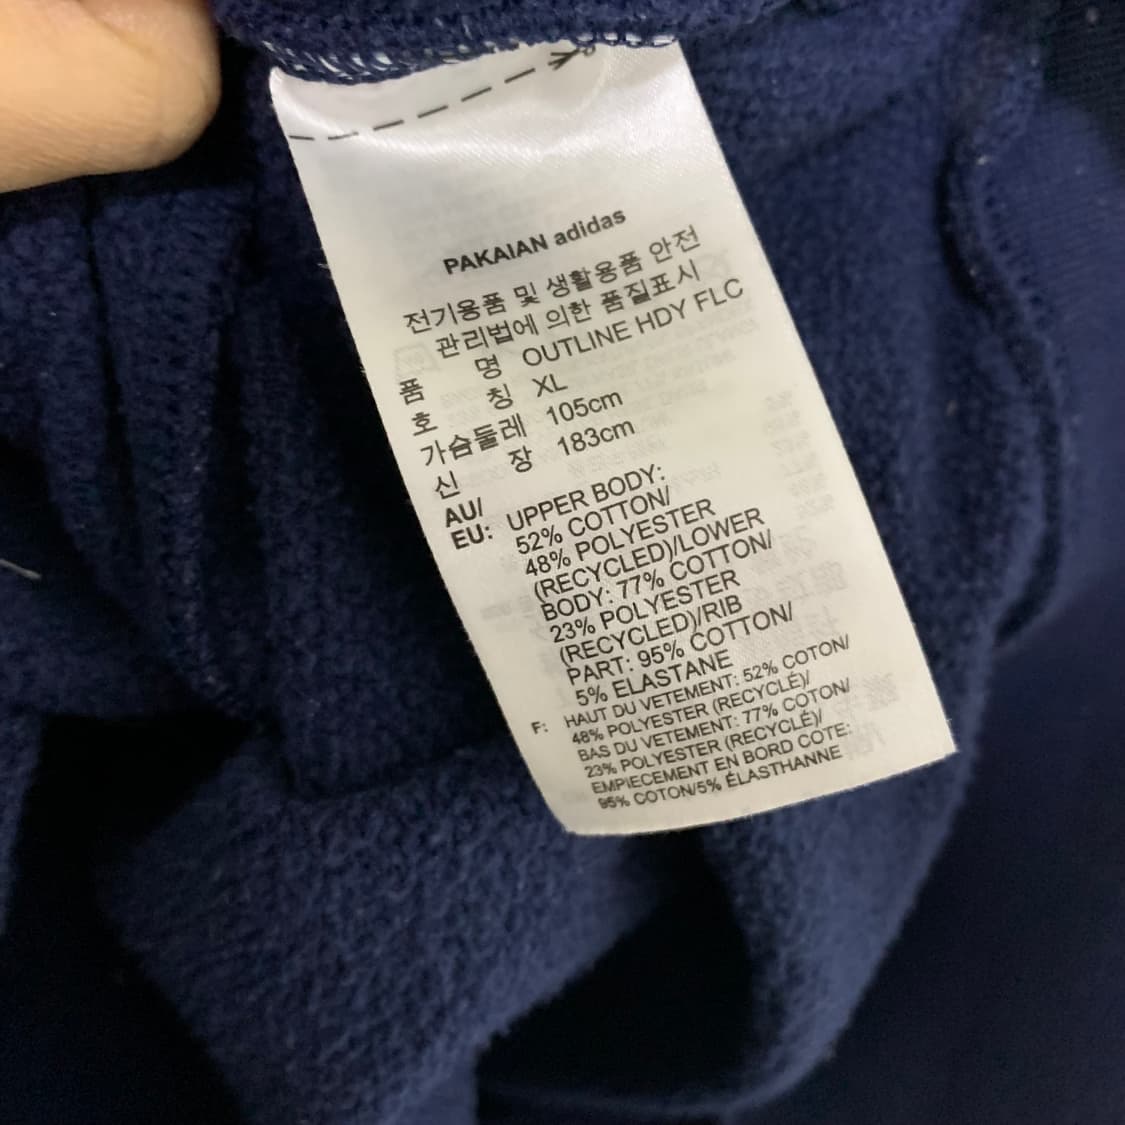 PAKAIAN adidas
전기용품 및 생활용품 안전
관리법에 의한 품질표시
품 명 OUTLINE HDY FLC
호 칭 XL
가슴둘레 105cm
신 장 183cm
AU/
EU: UPPER BODY:
52% COTTON/
48% POLYESTER
(RECYCLED)/LOWER
BODY: 77% COTTON/
23% POLYESTER
(RECYCLED)/RIB
PART: 95% COTTON/
5% ELASTANE
F: HAUT DU VETEMENT: 52% COTON/
48% POLYESTER (RECYCLÉ)/
BAS DU VETEMENT: 77% COTON/
23% POLYESTER (RECYCLÉ)/
EMPIECEMENT EN BORD COTE:
95% COTON/5% ÉLASTHANNE